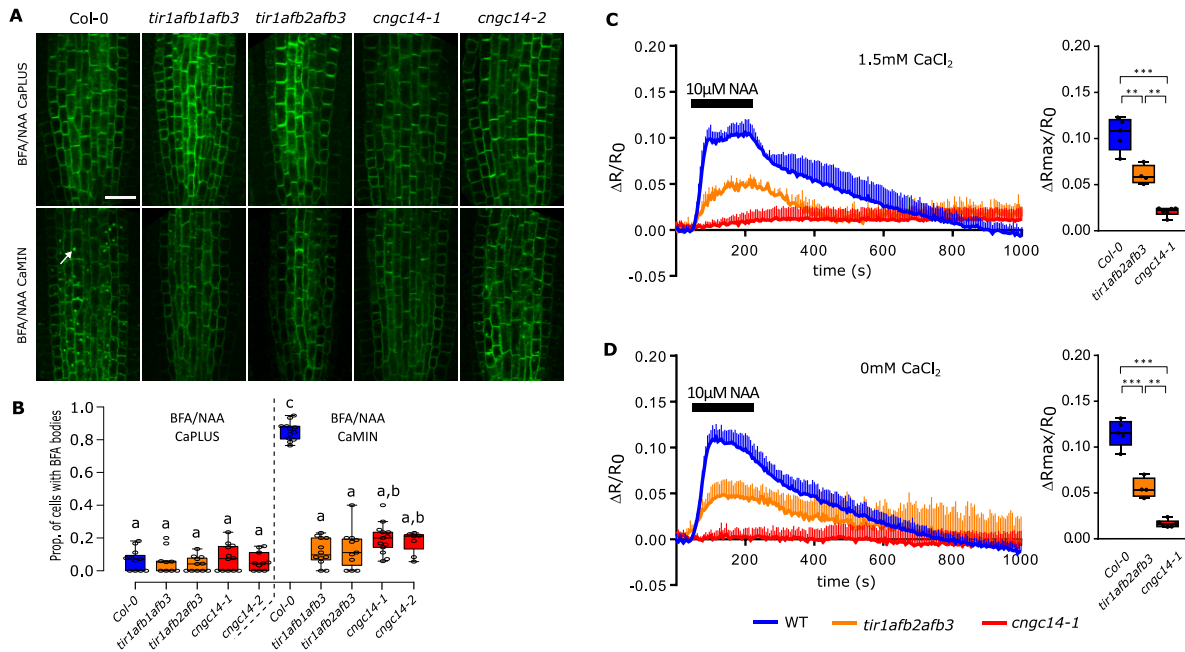 A
Col-0 tir1afb1afb3 tir1afb2afb3 cngc14-1 cngc14-2
BFA/NAA CaPLUS
BFA/NAA CaMIN
B
Prop. of cells with BFA bodies
1.0
0.8
0.6
0.4
0.2
0.0
BFA/NAA
CaPLUS
BFA/NAA
CaMIN
a a a a a c a a a,b a,b
Col-0 tir1afb1afb3 tir1afb2afb3 cngc14-1 cngc14-2 Col-0 tir1afb1afb3 tir1afb2afb3 cngc14-1 cngc14-2
C
1.5mM CaCl₂
10µM NAA
ΔR/R₀
0.20
0.15
0.10
0.05
0.00
-0.05
200 400 600 800 1000
time (s)
ΔRmax/R₀
0.20
0.15
0.10
0.05
0.00
***
** **
Col-0 tir1afb2afb3 cngc14-1
D
0mM CaCl₂
10µM NAA
ΔR/R₀
0.20
0.15
0.10
0.05
0.00
-0.05
200 400 600 800 1000
time (s)
ΔRmax/R₀
0.20
0.15
0.10
0.05
0.00
***
*** **
Col-0 tir1afb2afb3 cngc14-1
WT tir1afb2afb3 cngc14-1